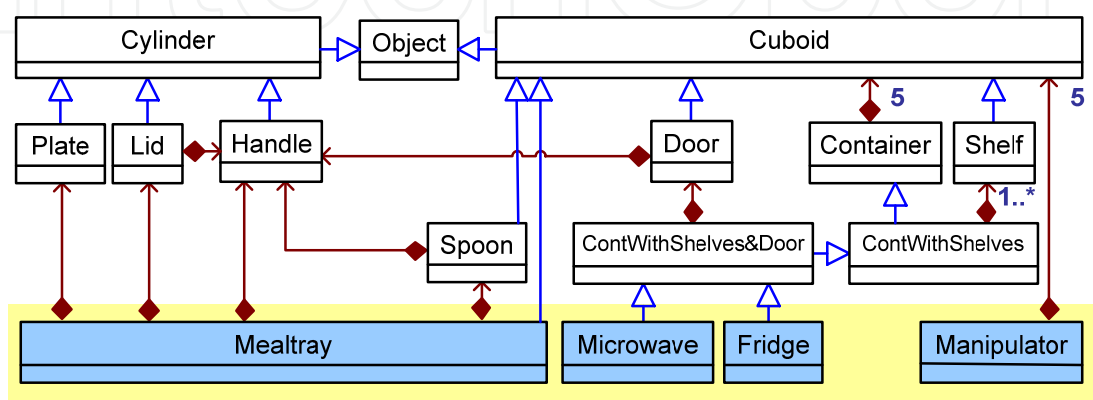 Cylinder
Object
Cuboid
5
5
Plate
Lid
Handle
Door
Container
Shelf
1..*
Spoon
ContWithShelves&Door
ContWithShelves
Mealtray
Microwave
Fridge
Manipulator